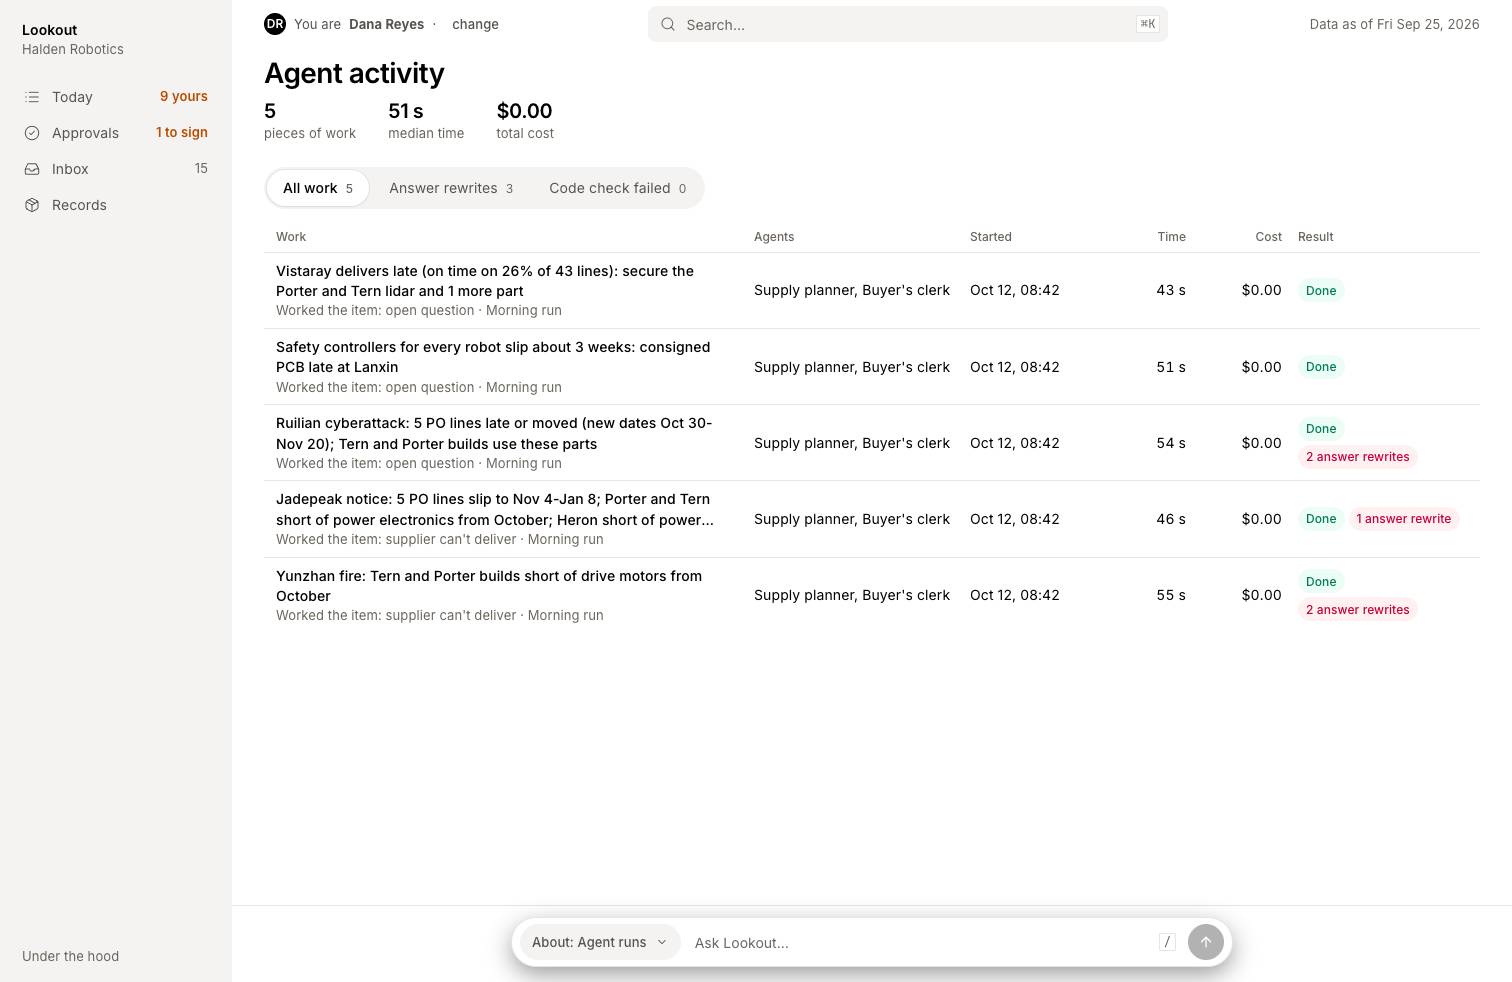 Lookout
Halden Robotics
Today 9 yours
Approvals 1 to sign
Inbox 15
Records
Under the hood
DR You are Dana Reyes · change
Search... ⌘K
Data as of Fri Sep 25, 2026
Agent activity
5 51 s $0.00
pieces of work median time total cost
All work 5 Answer rewrites 3 Code check failed 0
Work Agents Started Time Cost Result
Vistaray delivers late (on time on 26% of 43 lines): secure the
Porter and Tern lidar and 1 more part
Worked the item: open question · Morning run
Supply planner, Buyer's clerk Oct 12, 08:42 43 s $0.00 Done
Safety controllers for every robot slip about 3 weeks: consigned
PCB late at Lanxin
Worked the item: open question · Morning run
Supply planner, Buyer's clerk Oct 12, 08:42 51 s $0.00 Done
Ruilian cyberattack: 5 PO lines late or moved (new dates Oct 30-
Nov 20); Tern and Porter builds use these parts
Worked the item: open question · Morning run
Supply planner, Buyer's clerk Oct 12, 08:42 54 s $0.00 Done
2 answer rewrites
Jadepeak notice: 5 PO lines slip to Nov 4-Jan 8; Porter and Tern
short of power electronics from October; Heron short of power...
Worked the item: supplier can't deliver · Morning run
Supply planner, Buyer's clerk Oct 12, 08:42 46 s $0.00 Done 1 answer rewrite
Yunzhan fire: Tern and Porter builds short of drive motors from
October
Worked the item: supplier can't deliver · Morning run
Supply planner, Buyer's clerk Oct 12, 08:42 55 s $0.00 Done
2 answer rewrites
About: Agent runs Ask Lookout... /